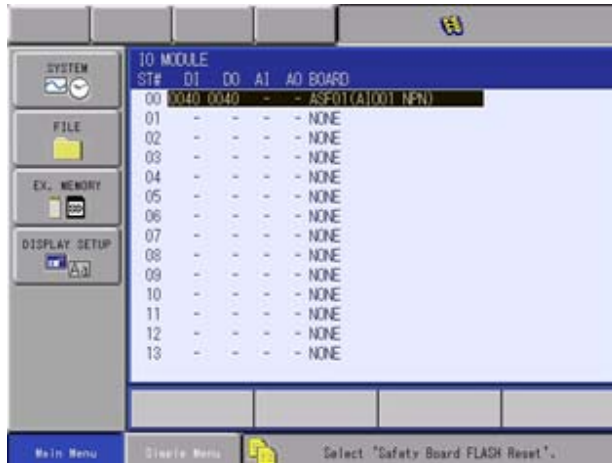 SYSTEM
FILE
EX. MEMORY
DISPLAY SETUP
IO MODULE
ST# DI DO AI AO BOARD
00 0040 0040 - - ASF01(AIO01 NPN)
01 - - - - NONE
02 - - - - NONE
03 - - - - NONE
04 - - - - NONE
05 - - - - NONE
06 - - - - NONE
07 - - - - NONE
08 - - - - NONE
09 - - - - NONE
10 - - - - NONE
11 - - - - NONE
12 - - - - NONE
13 - - - - NONE
Main Menu
Simple Menu
Select "Safety Board FLASH Reset".